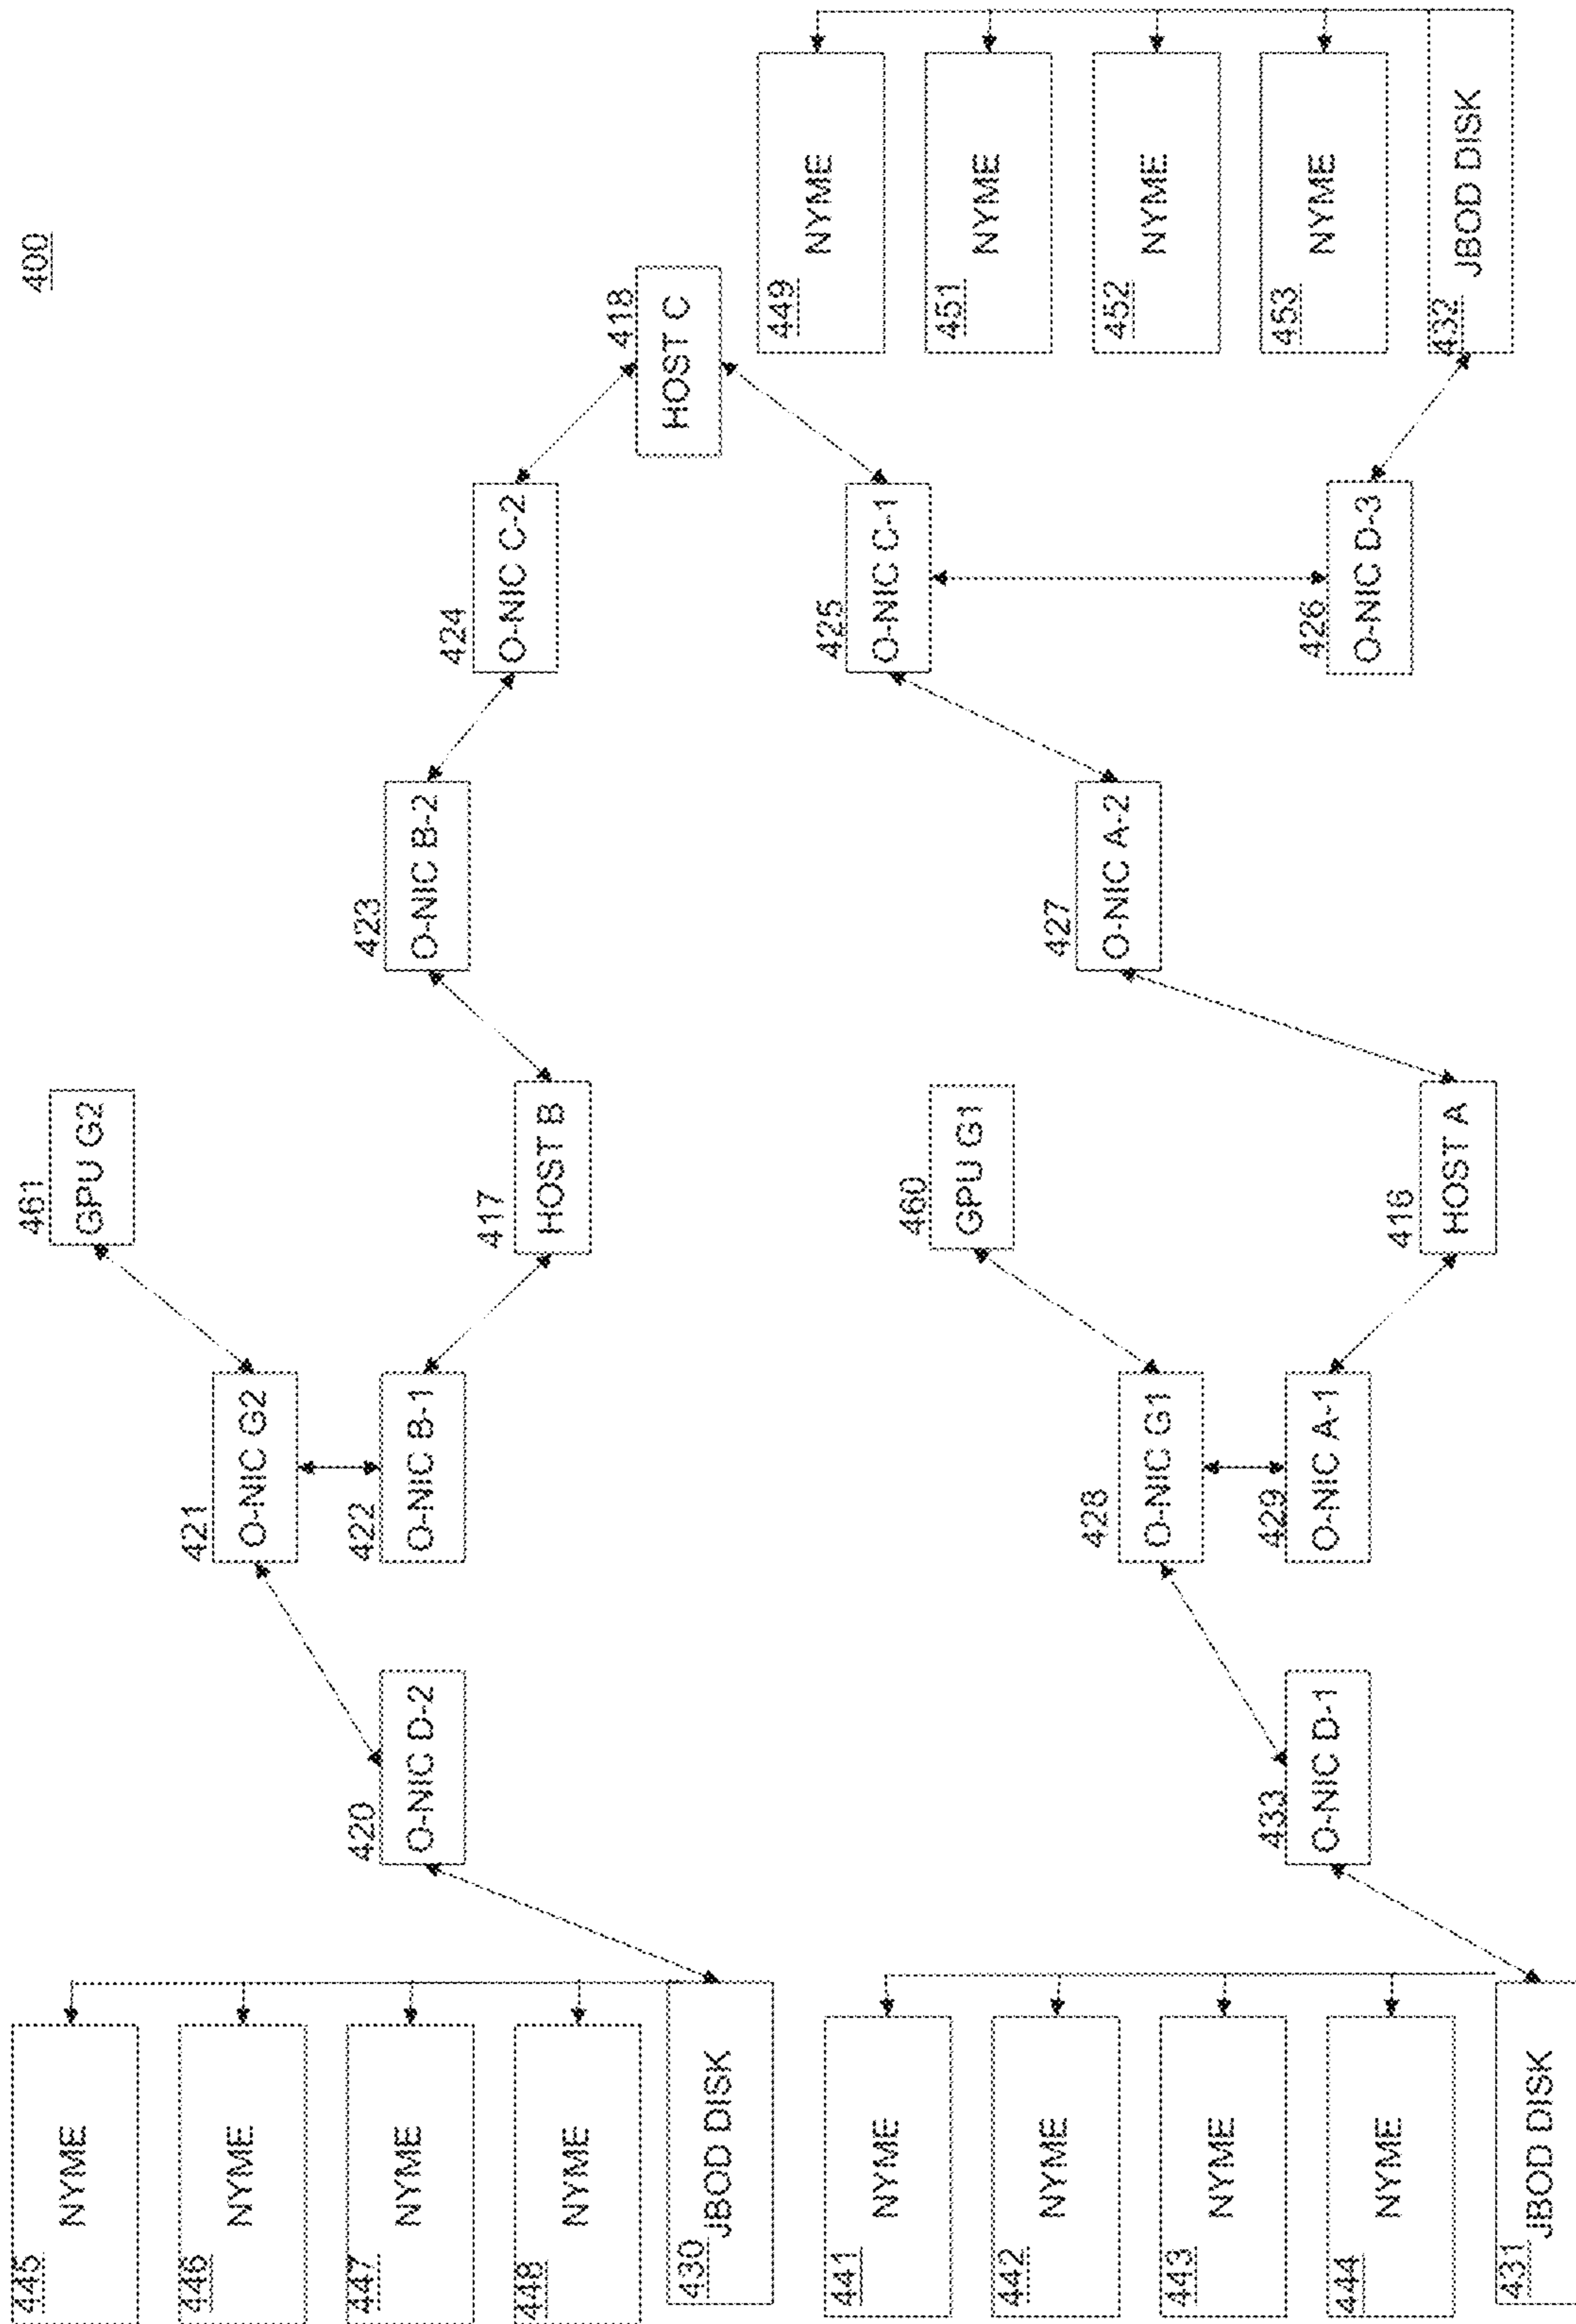 400
445
NYME
446
NYME
447
NYME
448
NYME
430
JBOD DISK
441
NYME
442
NYME
443
NYME
444
NYME
431
JBOD DISK
420
O-NIC D-2
433
O-NIC D-1
421
O-NIC G2
422
O-NIC B-1
428
O-NIC G1
429
O-NIC A-1
461
GPU G2
417
HOST B
460
GPU G1
416
HOST A
423
O-NIC B-2
427
O-NIC A-2
424
O-NIC C-2
425
O-NIC C-1
426
O-NIC D-3
418
HOST C
449
NYME
451
NYME
452
NYME
453
NYME
432
JBOD DISK